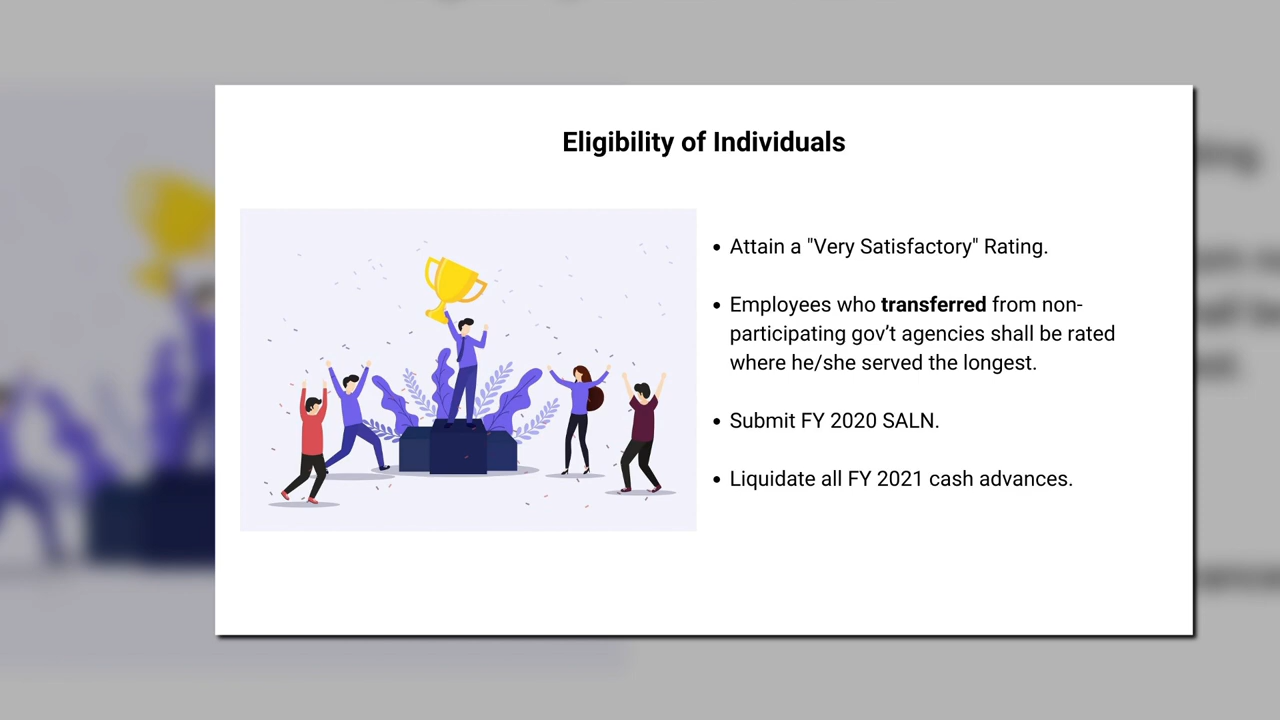 Eligibility of Individuals
• Attain a "Very Satisfactory" Rating.
• Employees who transferred from non-
participating gov’t agencies shall be rated
where he/she served the longest.
• Submit FY 2020 SALN.
• Liquidate all FY 2021 cash advances.